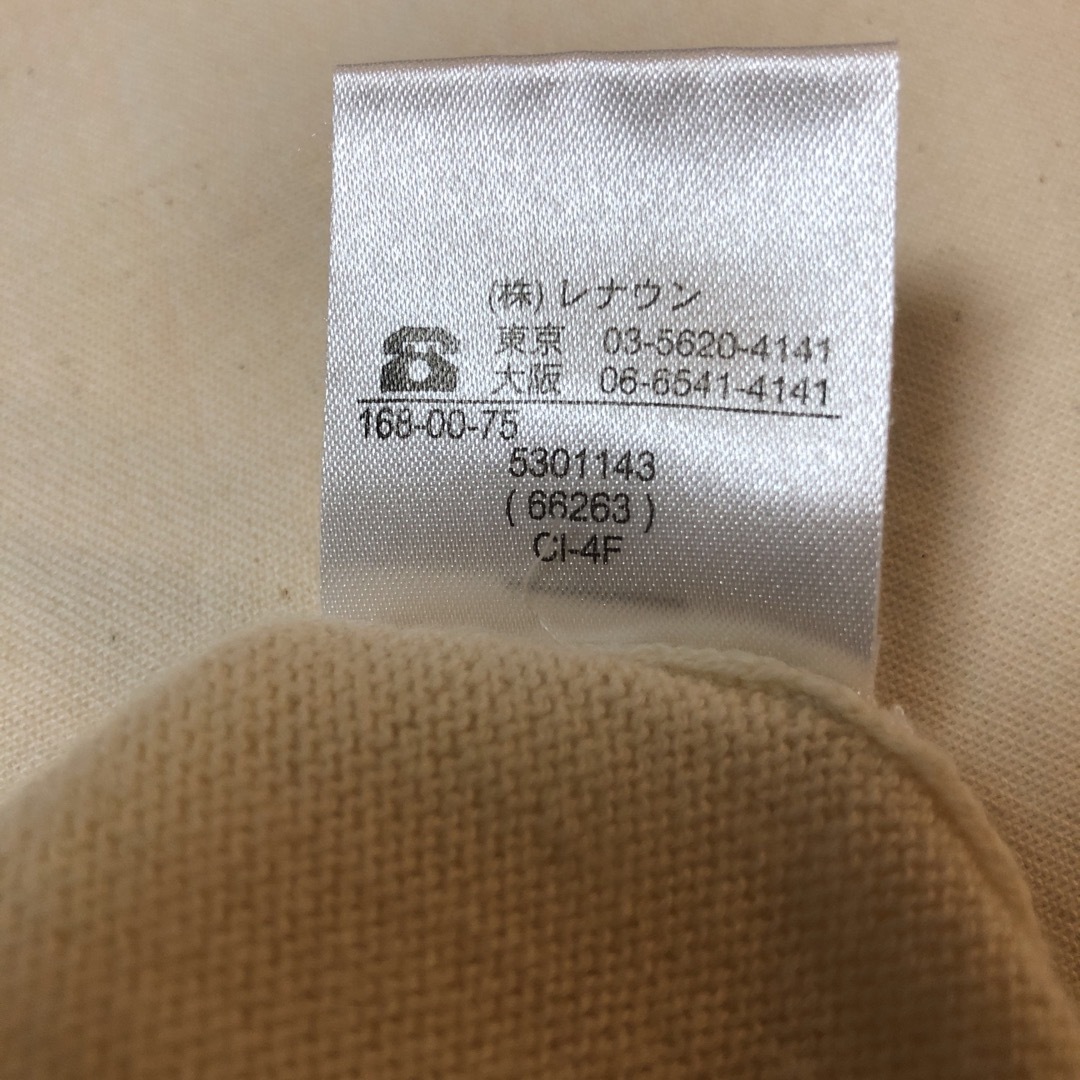 (株) レナウン
東京 03-5620-4141
大阪 06-6541-4141
168-00-75
5301143
( 66263 )
CI-4F